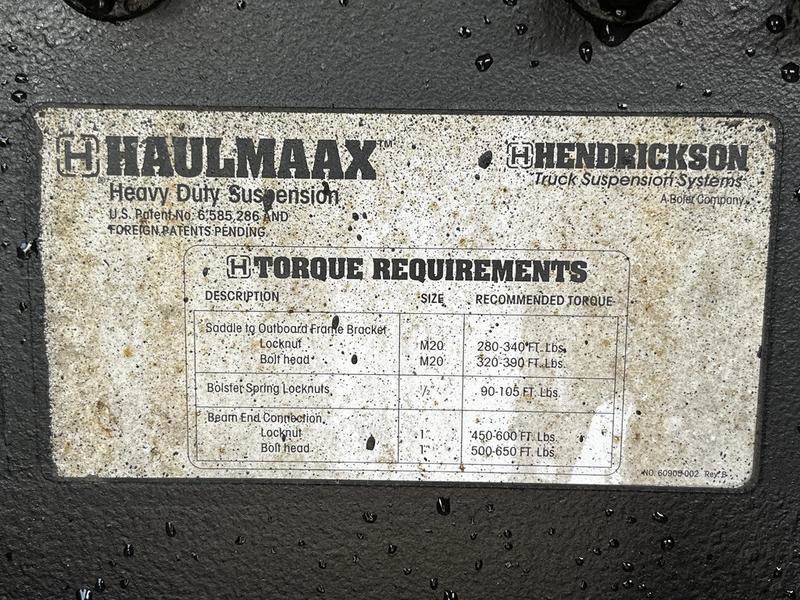 H HAULMAAX™
Heavy Duty Suspension
U.S. Patent No. 6,585,286 AND
FOREIGN PATENTS PENDING.
H HENDRICKSON
Truck Suspension Systems
A Boler Company
H TORQUE REQUIREMENTS
DESCRIPTION SIZE RECOMMENDED TORQUE
Saddle to Outboard Frame Bracket
Locknut M20 280-340 FT. Lbs.
Bolt head M20 320-390 FT. Lbs.
Bolster Spring Locknuts 1/2" 90-105 FT. Lbs.
Beam End Connection
Locknut 1" 450-600 FT. Lbs.
Bolt head 1" 500-650 FT. Lbs.
NO. 60905-002 Rev B